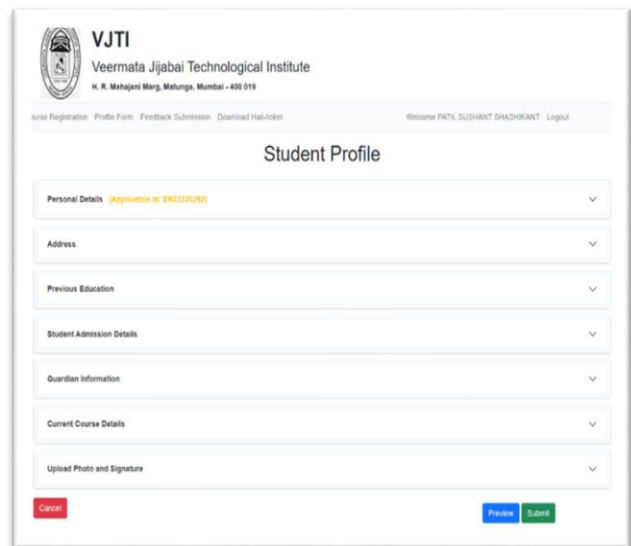 VJTI
Veermata Jijabai Technological Institute
H. R. Mahajani Marg, Matunga, Mumbai - 400 019
urse Registration Profile Form Feedback Submission Download Hall-ticket Welcome PATIL SUSHANT SHASHIKANT Logout
Student Profile
Personal Details (Application Id: EN23220292)
Address
Previous Education
Student Admission Details
Guardian Information
Current Course Details
Upload Photo and Signature
Cancel Preview Submit